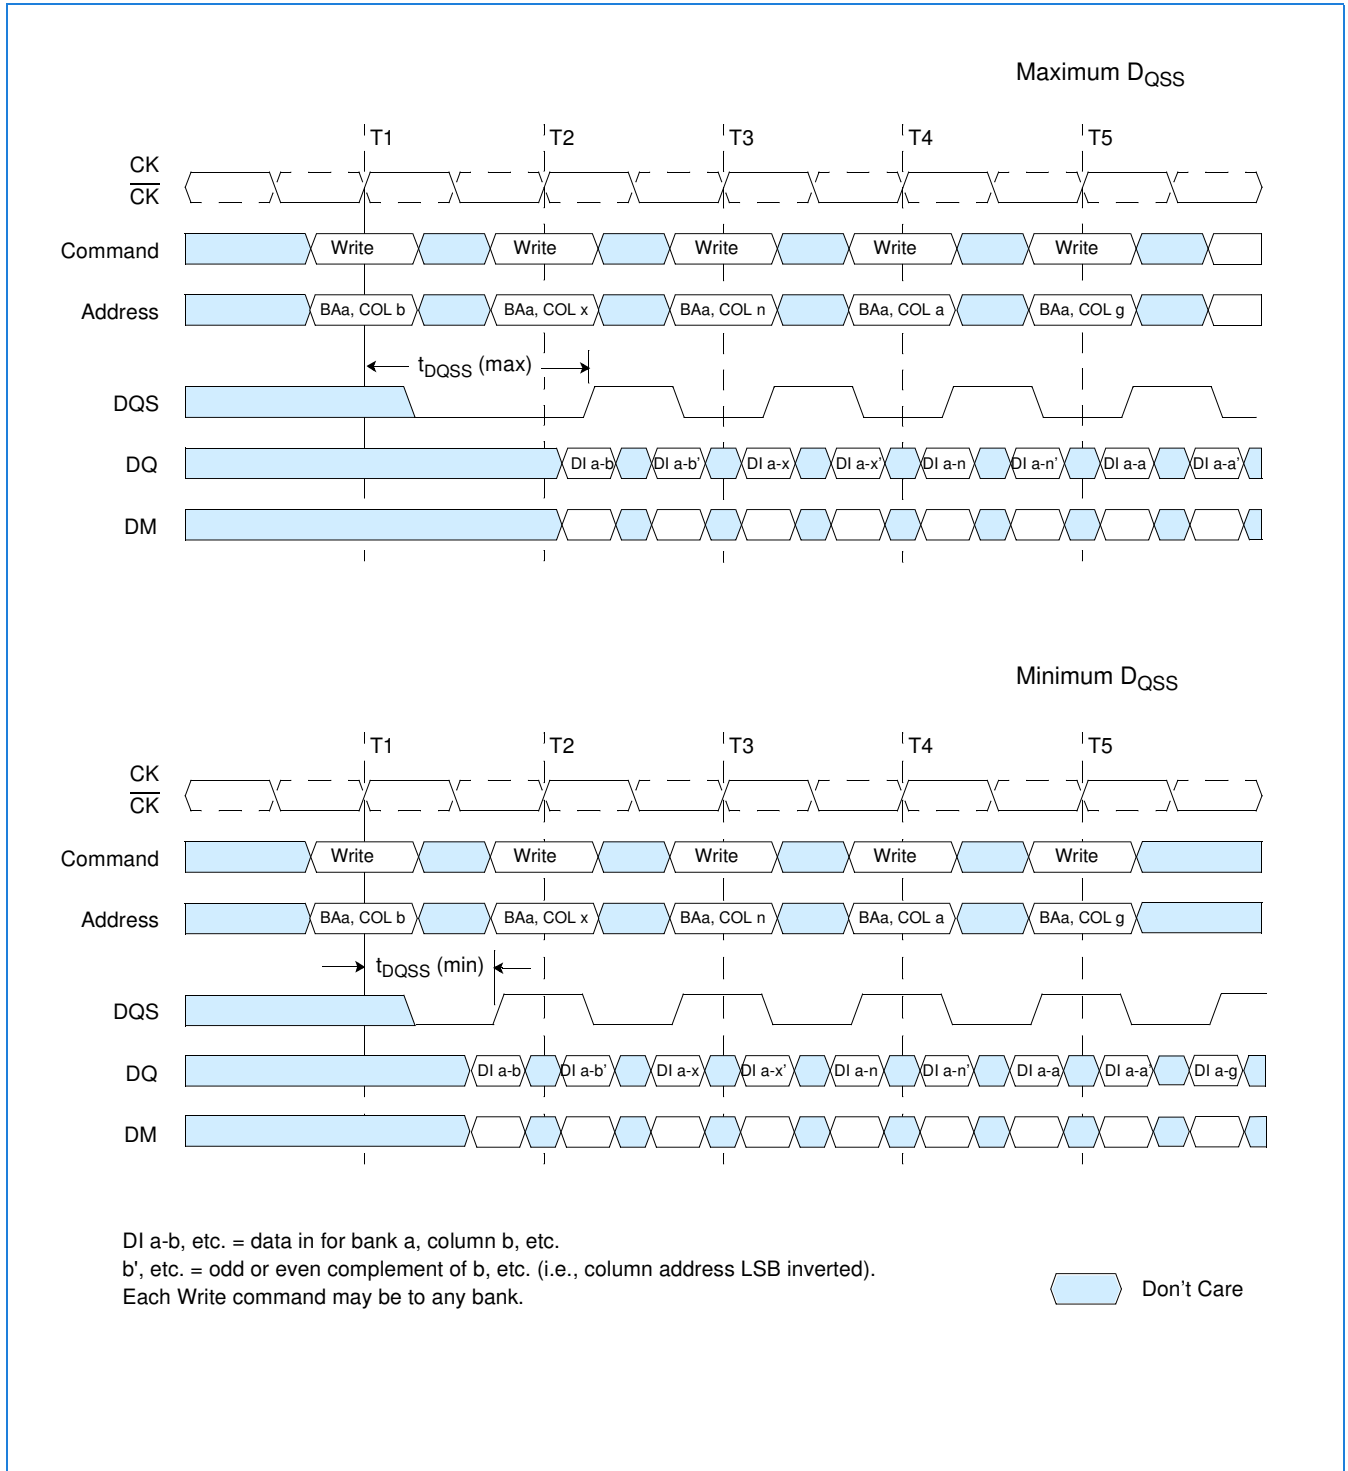 Maximum DQSS
T1 T2 T3 T4 T5
CK
CK
Command Write Write Write Write Write
Address BAa, COL b BAa, COL x BAa, COL n BAa, COL a BAa, COL g
tDQSS (max)
DQS
DQ DI a-b DI a-b’ DI a-x DI a-x’ DI a-n DI a-n’ DI a-a DI a-a’
DM
Minimum DQSS
T1 T2 T3 T4 T5
CK
CK
Command Write Write Write Write Write
Address BAa, COL b BAa, COL x BAa, COL n BAa, COL a BAa, COL g
tDQSS (min)
DQS
DQ DI a-b DI a-b’ DI a-x DI a-x’ DI a-n DI a-n’ DI a-a DI a-a’ DI a-g
DM
DI a-b, etc. = data in for bank a, column b, etc.
b', etc. = odd or even complement of b, etc. (i.e., column address LSB inverted).
Each Write command may be to any bank.
Don't Care